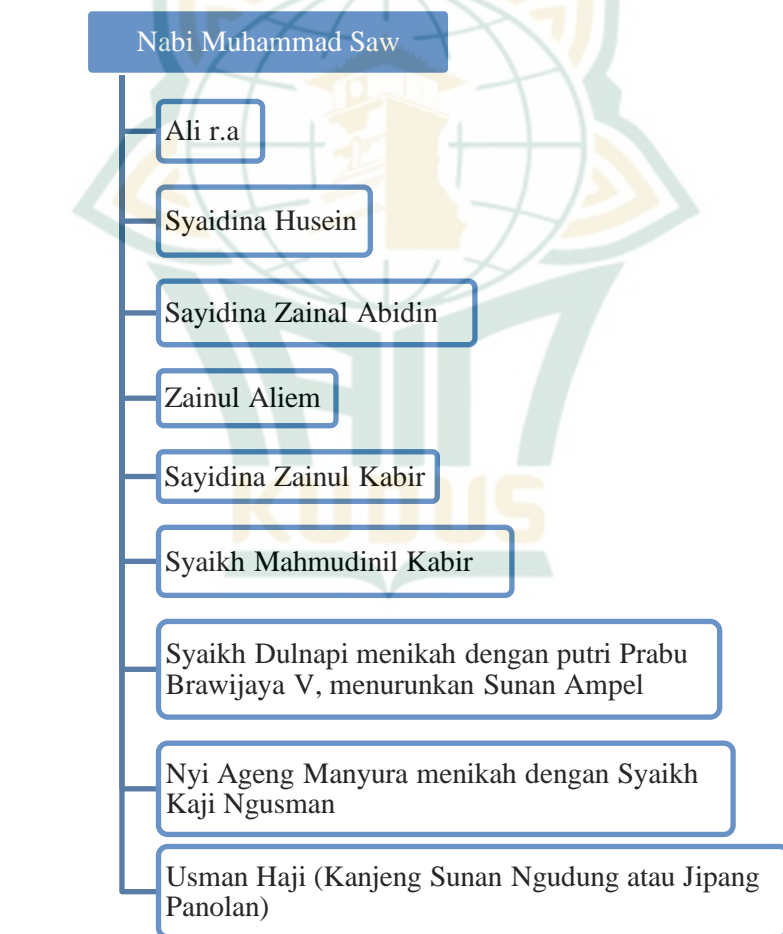 Nabi Muhammad Saw
Ali r.a
Syaidina Husein
Sayidina Zainal Abidin
Zainul Aliem
Sayidina Zainul Kabir
KUDUS
Syaikh Mahmudinil Kabir
Syaikh Dulnapi menikah dengan putri Prabu
Brawijaya V, menurunkan Sunan Ampel
Nyi Ageng Manyura menikah dengan Syaikh
Kaji Ngusman
Usman Haji (Kanjeng Sunan Ngudung atau Jipang
Panolan)